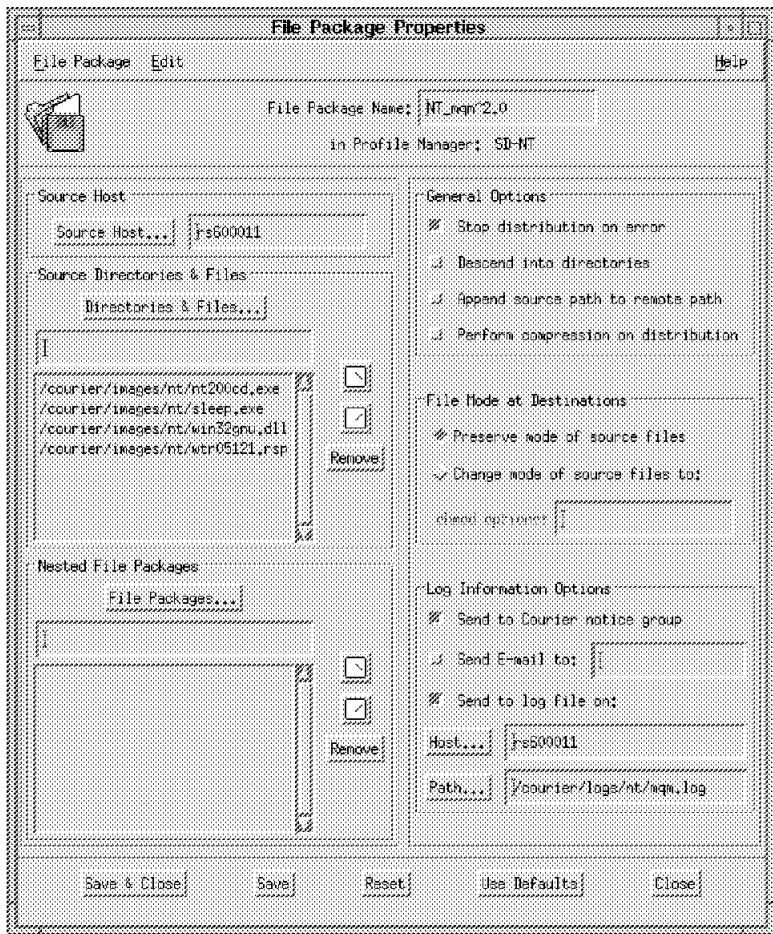 File Package Properties
File Package Edit Help
File Package Name: NT_mqm^2.0
in Profile Manager: SD-NT
Source Host
Source Host... rs600011
Source Directories & Files
Directories & Files...
/courier/images/nt/nt200cd.exe
/courier/images/nt/sleep.exe
/courier/images/nt/win32gnu.dll
/courier/images/nt/wtr05121.rsp
Remove
Nested File Packages
File Packages...
Remove
General Options
Stop distribution on error
Descend into directories
Append source path to remote path
Perform compression on distribution
File Mode at Destinations
Preserve mode of source files
Change mode of source files to:
chmod options:
Log Information Options
Send to Courier notice group
Send E-mail to:
Send to log file on:
Host... rs600011
Path... /courier/logs/nt/mqm.log
Save & Close Save Reset Use Defaults Close